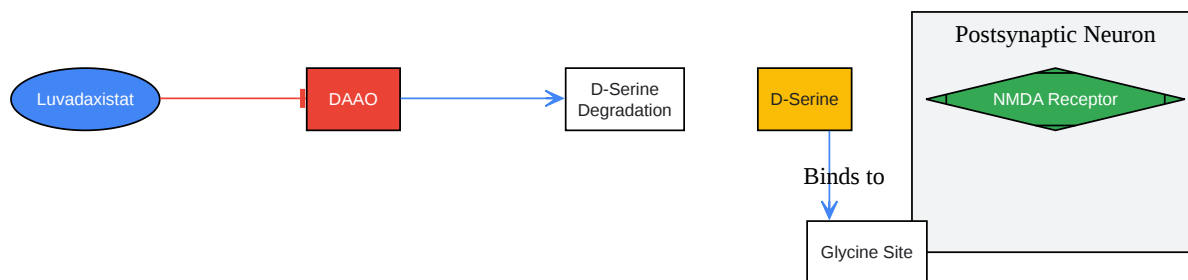 Postsynaptic Neuron
Luvadaxistat
DAAO
D-Serine
Degradation
D-Serine
NMDA Receptor
Binds to
Glycine Site